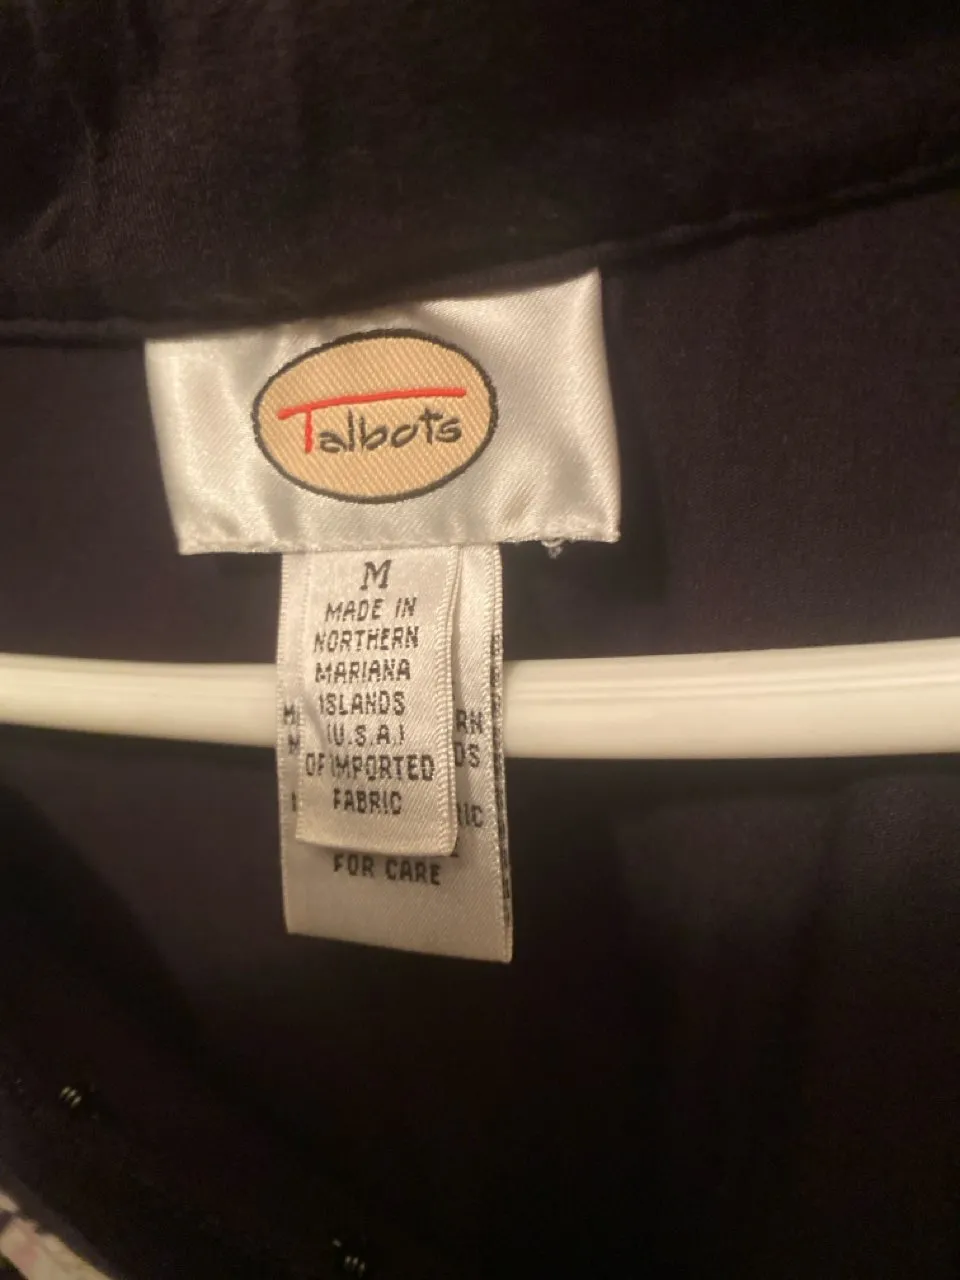 Talbots
M
MADE IN
NORTHERN
MARIANA
ISLANDS
(U.S.A.)
OF IMPORTED
FABRIC
FOR CARE